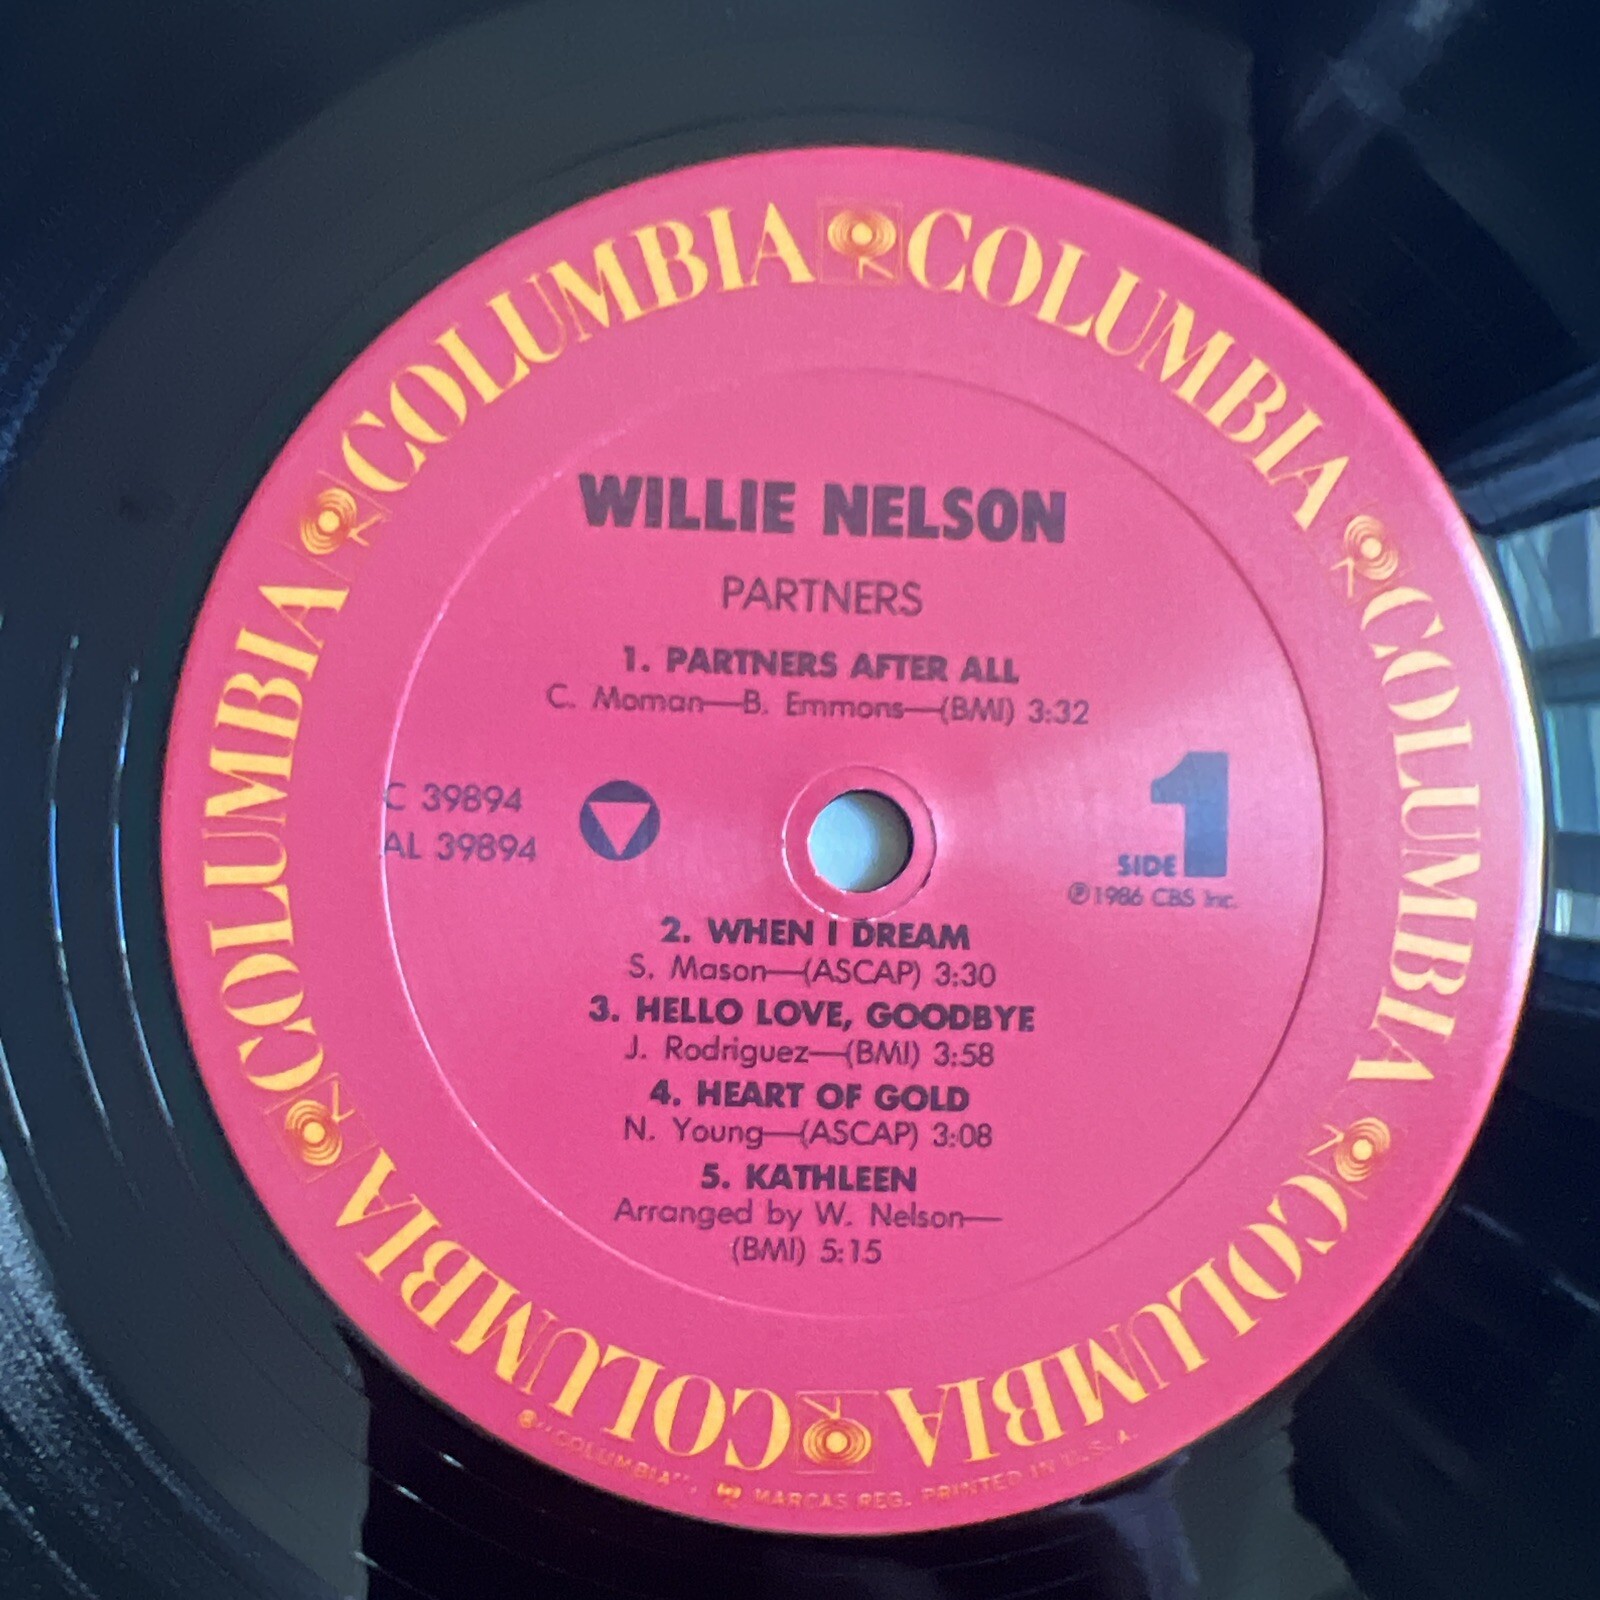 COLUMBIA COLUMBIA COLUMBIA COLUMBIA COLUMBIA COLUMBIA
WILLIE NELSON
PARTNERS
1. PARTNERS AFTER ALL
C. Moman—B. Emmons—(BMI) 3:32
C 39894
AL 39894
SIDE 1
℗1986 CBS Inc.
2. WHEN I DREAM
S. Mason—(ASCAP) 3:30
3. HELLO LOVE, GOODBYE
J. Rodriguez—(BMI) 3:58
4. HEART OF GOLD
N. Young—(ASCAP) 3:08
5. KATHLEEN
Arranged by W. Nelson—
(BMI) 5:15
®"COLUMBIA", MARCAS REG. PRINTED IN U.S.A.